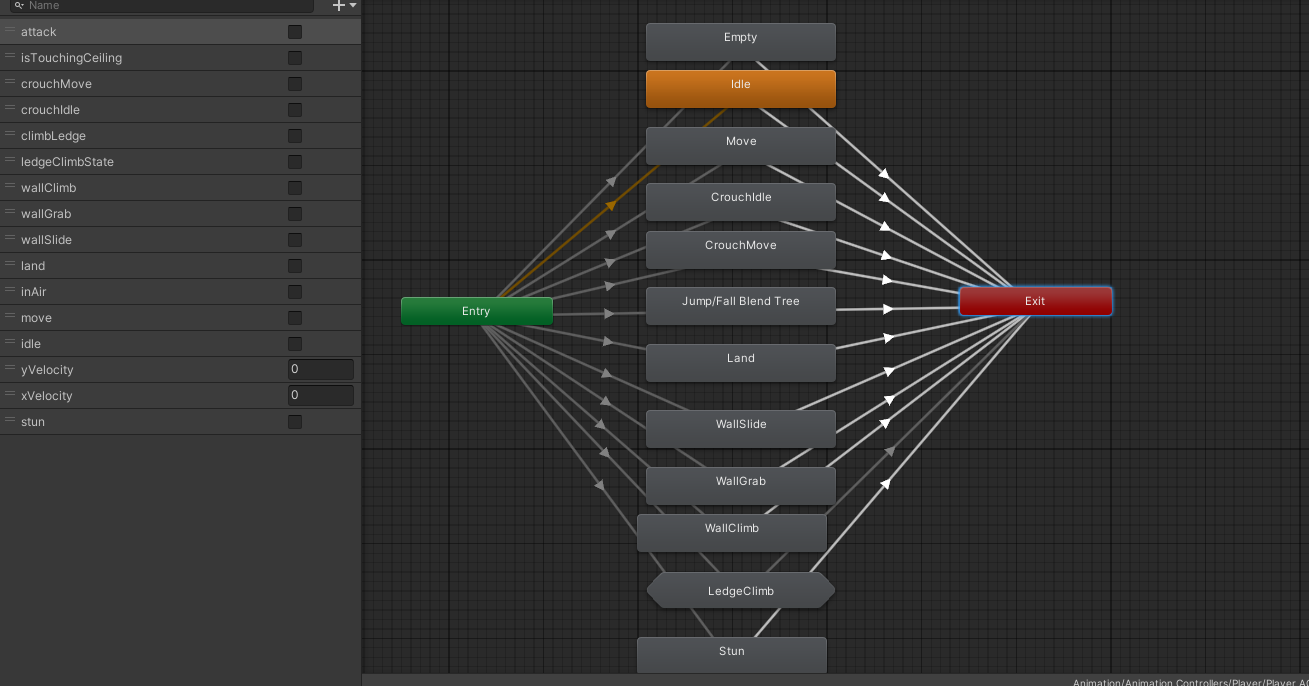 Name
attack
isTouchingCeiling
crouchMove
crouchIdle
climbLedge
ledgeClimbState
wallClimb
wallGrab
wallSlide
land
inAir
move
idle
yVelocity 0
xVelocity 0
stun
Empty
Idle
Move
CrouchIdle
CrouchMove
Jump/Fall Blend Tree
Land
WallSlide
WallGrab
WallClimb
LedgeClimb
Stun
Entry
Exit
Animation/Animation Controllers/Player/Player